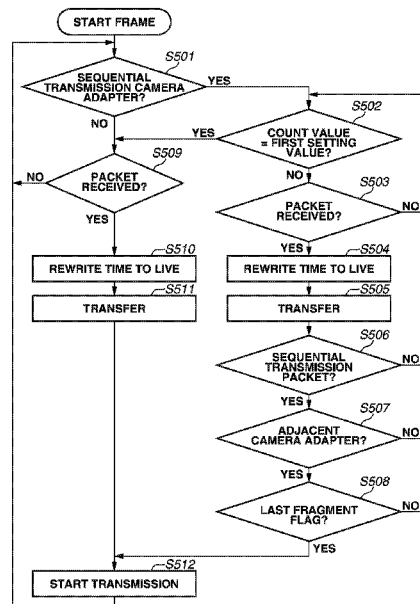 START FRAME
S501
SEQUENTIAL
TRANSMISSION CAMERA
ADAPTER?
YES
NO
S502
COUNT VALUE
= FIRST SETTING
VALUE?
YES
NO
S509
PACKET
RECEIVED?
NO
YES
S503
PACKET
RECEIVED?
NO
YES
S510
REWRITE TIME TO LIVE
S504
REWRITE TIME TO LIVE
S511
TRANSFER
S505
TRANSFER
S506
SEQUENTIAL
TRANSMISSION
PACKET?
NO
YES
S507
ADJACENT
CAMERA ADAPTER?
NO
YES
S508
LAST FRAGMENT
FLAG?
NO
YES
S512
START TRANSMISSION